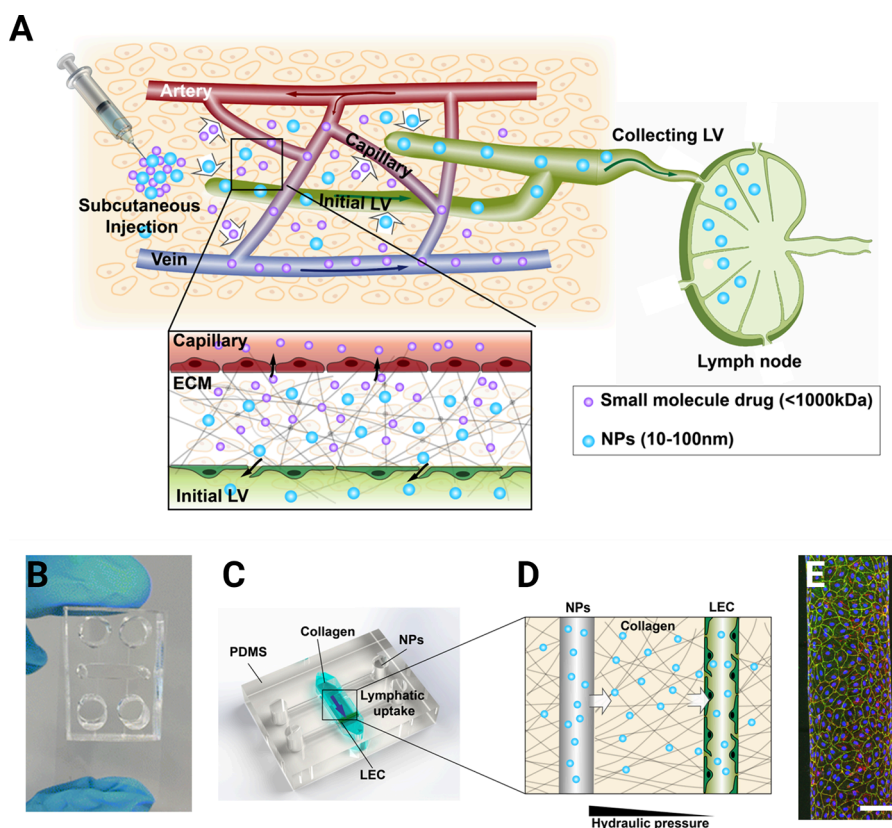 A
Artery
Capillary
Collecting LV
Subcutaneous
Injection
Initial LV
Vein
Lymph node
Capillary
ECM
Initial LV
Small molecule drug (<1000kDa)
NPs (10-100nm)
B
C
Collagen
PDMS
NPs
Lymphatic
uptake
LEC
D
NPs
LEC
Collagen
Hydraulic pressure
E